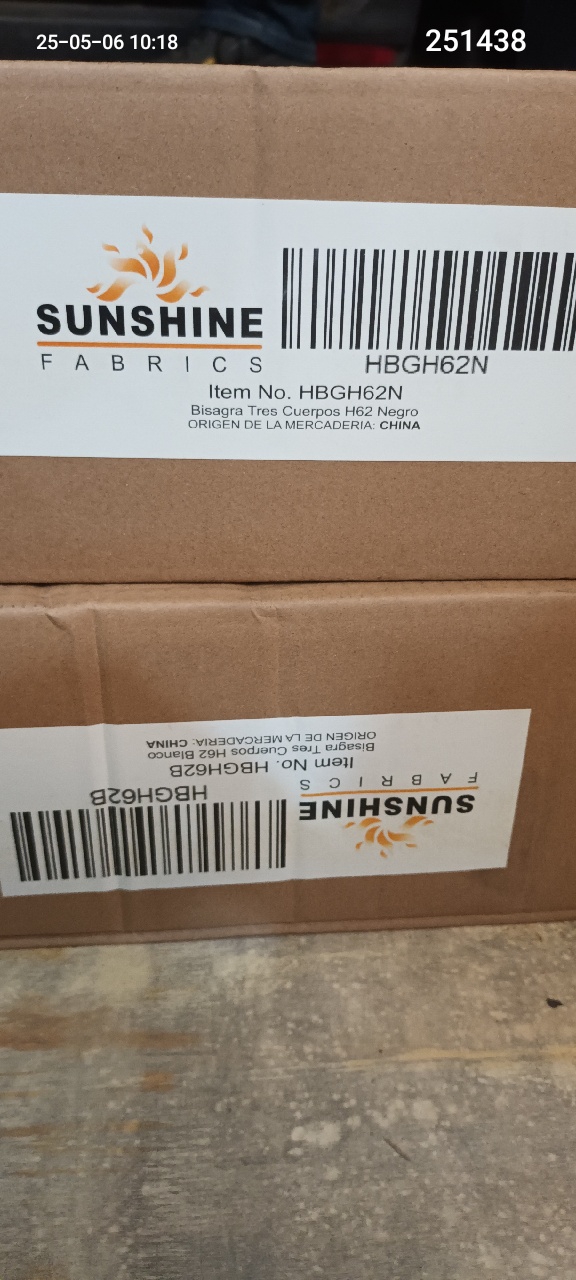 25-05-06 10:18
251438
SUNSHINE
FABRICS
HBGH62N
Item No. HBGH62N
Bisagra Tres Cuerpos H62 Negro
ORIGEN DE LA MERCADERIA: CHINA
SUNSHINE
FABRICS
HBGH62B
Item No. HBGH62B
Bisagra Tres Cuerpos H62 Blanco
ORIGEN DE LA MERCADERIA: CHINA